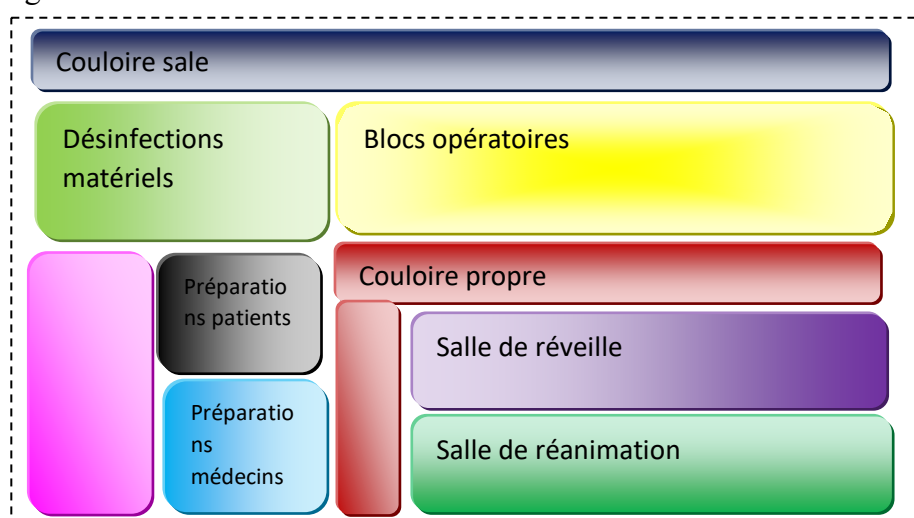 Couloire sale
Désinfections
matériels
Blocs opératoires
Préparatio
ns patients
Couloire propre
Salle de réveille
Préparatio
ns
médecins
Salle de réanimation